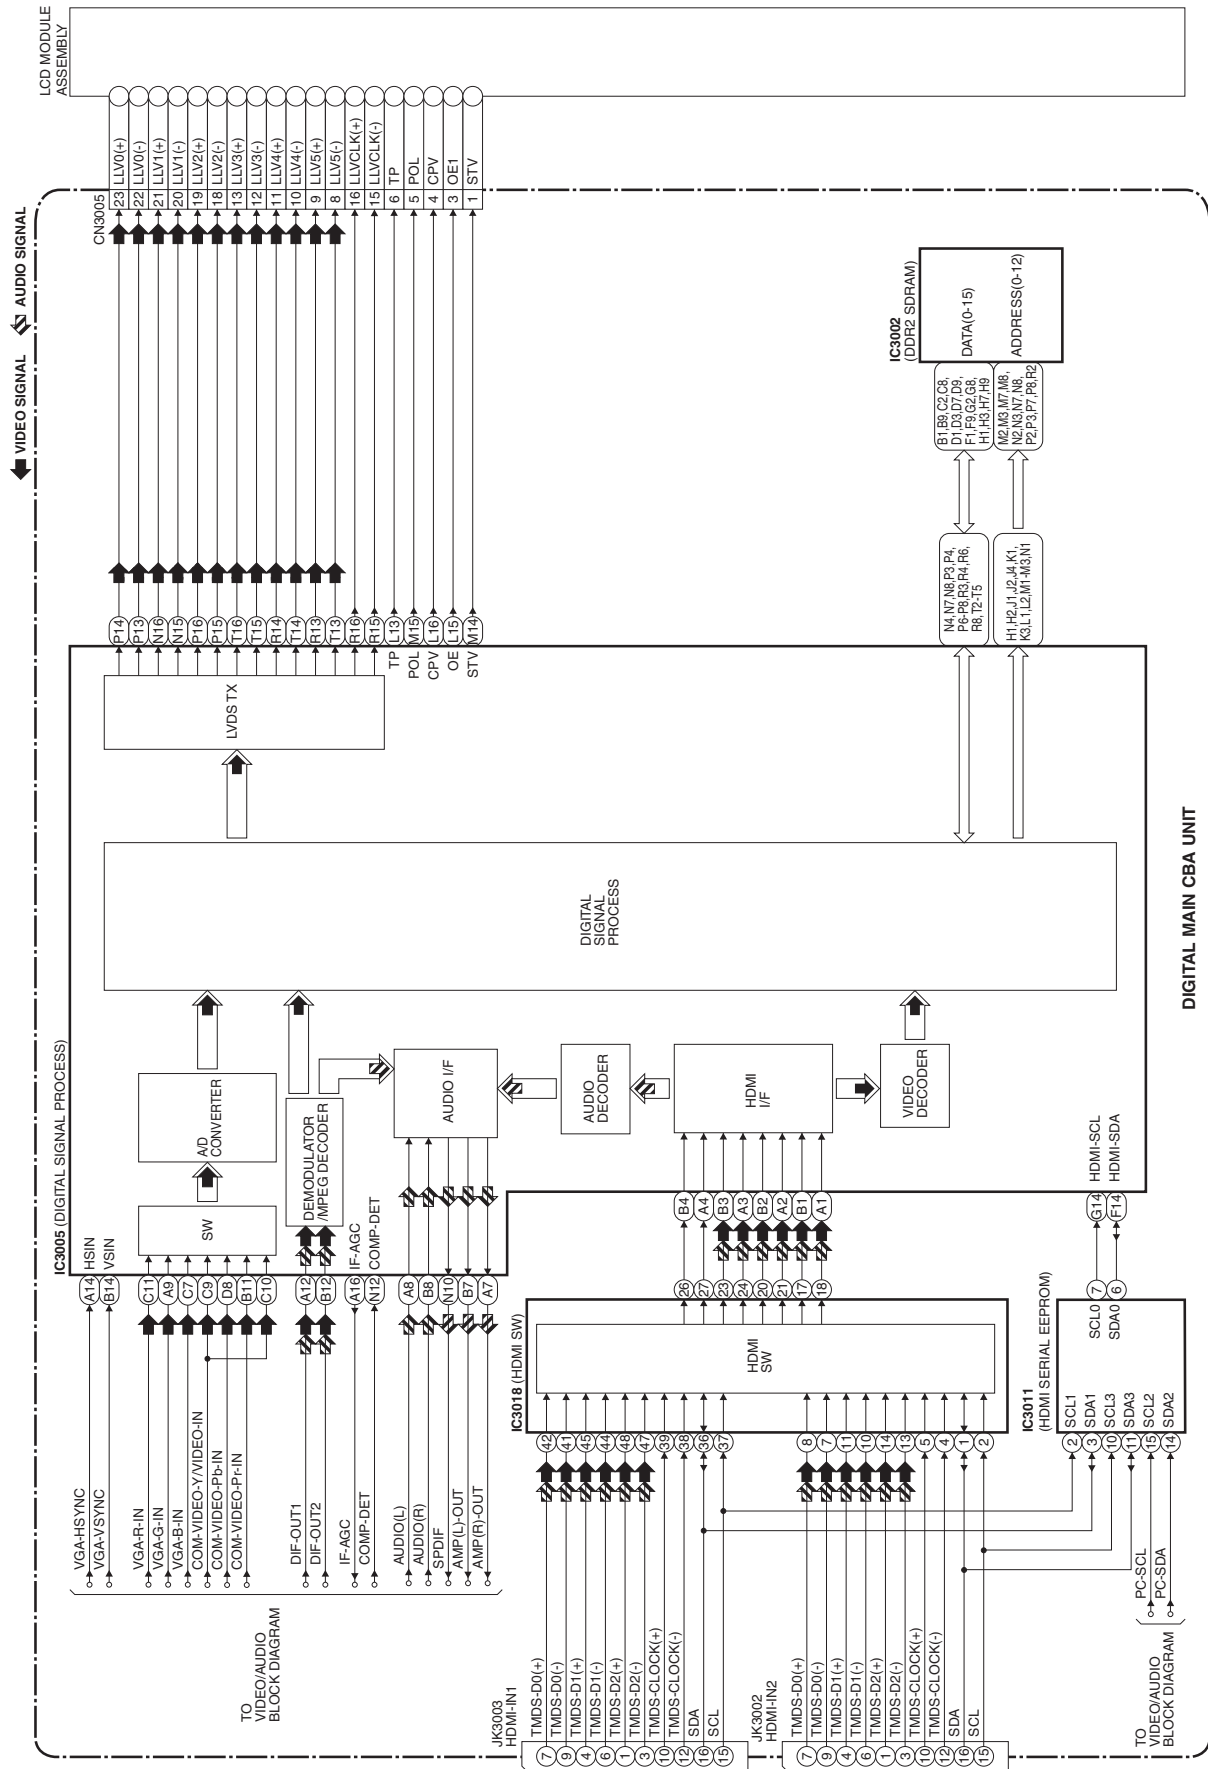 VIDEO SIGNAL
AUDIO SIGNAL
LCD MODULE
ASSEMBLY
CN3005
23 LLV0(+)
22 LLV0(-)
21 LLV1(+)
20 LLV1(-)
19 LLV2(+)
18 LLV2(-)
13 LLV3(+)
12 LLV3(-)
11 LLV4(+)
10 LLV4(-)
9 LLV5(+)
8 LLV5(-)
16 LLVCLK(+)
15 LLVCLK(-)
6 TP
5 POL
4 CPV
3 OE1
1 STV
IC3002
(DDR2 SDRAM)
DATA(0-15)
ADDRESS(0-12)
B1,B9,C2,C8,
D1,D3,D7,D9,
F1,F9,G2,G8,
H1,H3,H7,H9
M2,M3,M7,M8,
N2,N3,N7,N8,
P2,P3,P7,P8,R2
N4,N7,N8,P3,P4,
P6-P8,R3,R4,R6,
R8,T2-T5
H1,H2,J1,J2,J4,K1,
K3,L1,L2,M1-M3,N1
P14
P13
N16
N15
P16
P15
T16
T15
R14
T14
R13
T13
R16
R15
TP L13
POL M15
CPV L16
OE L15
STV M14
LVDS TX
DIGITAL
SIGNAL
PROCESS
DIGITAL MAIN CBA UNIT
IC3005 (DIGITAL SIGNAL PROCESS)
A/D
CONVERTER
SW
DEMODULATOR
/MPEG DECODER
AUDIO I/F
AUDIO
DECODER
HDMI
I/F
VIDEO
DECODER
A14 HSIN
B14 VSIN
C11
A9
C7
C9
D8
B11
C10
A12
B12
A16 IF-AGC
N12 COMP-DET
A8
B8
N10
B7
A7
B4
A4
B3
A3
B2
A2
B1
A1
G14 HDMI-SCL
F14 HDMI-SDA
VGA-HSYNC
VGA-VSYNC
VGA-R-IN
VGA-G-IN
VGA-B-IN
COM-VIDEO-Y/VIDEO-IN
COM-VIDEO-Pb-IN
COM-VIDEO-Pr-IN
DIF-OUT1
DIF-OUT2
IF-AGC
COMP-DET
AUDIO(L)
AUDIO(R)
SPDIF
AMP(L)-OUT
AMP(R)-OUT
TO
VIDEO/AUDIO
BLOCK DIAGRAM
IC3018 (HDMI SW)
HDMI
SW
26
27
23
24
20
21
17
18
42
41
45
44
48
47
39
38
36
37
8
7
11
10
14
13
5
4
1
2
IC3011
(HDMI SERIAL EEPROM)
SCL0 7
SDA0 6
2 SCL1
3 SDA1
10 SCL3
11 SDA3
15 SCL2
14 SDA2
JK3003
HDMI-IN1
7 TMDS-D0(+)
9 TMDS-D0(-)
4 TMDS-D1(+)
6 TMDS-D1(-)
1 TMDS-D2(+)
3 TMDS-D2(-)
10 TMDS-CLOCK(+)
12 TMDS-CLOCK(-)
16 SDA
15 SCL
JK3002
HDMI-IN2
7 TMDS-D0(+)
9 TMDS-D0(-)
4 TMDS-D1(+)
6 TMDS-D1(-)
1 TMDS-D2(+)
3 TMDS-D2(-)
10 TMDS-CLOCK(+)
12 TMDS-CLOCK(-)
16 SDA
15 SCL
PC-SCL
PC-SDA
TO
VIDEO/AUDIO
BLOCK DIAGRAM